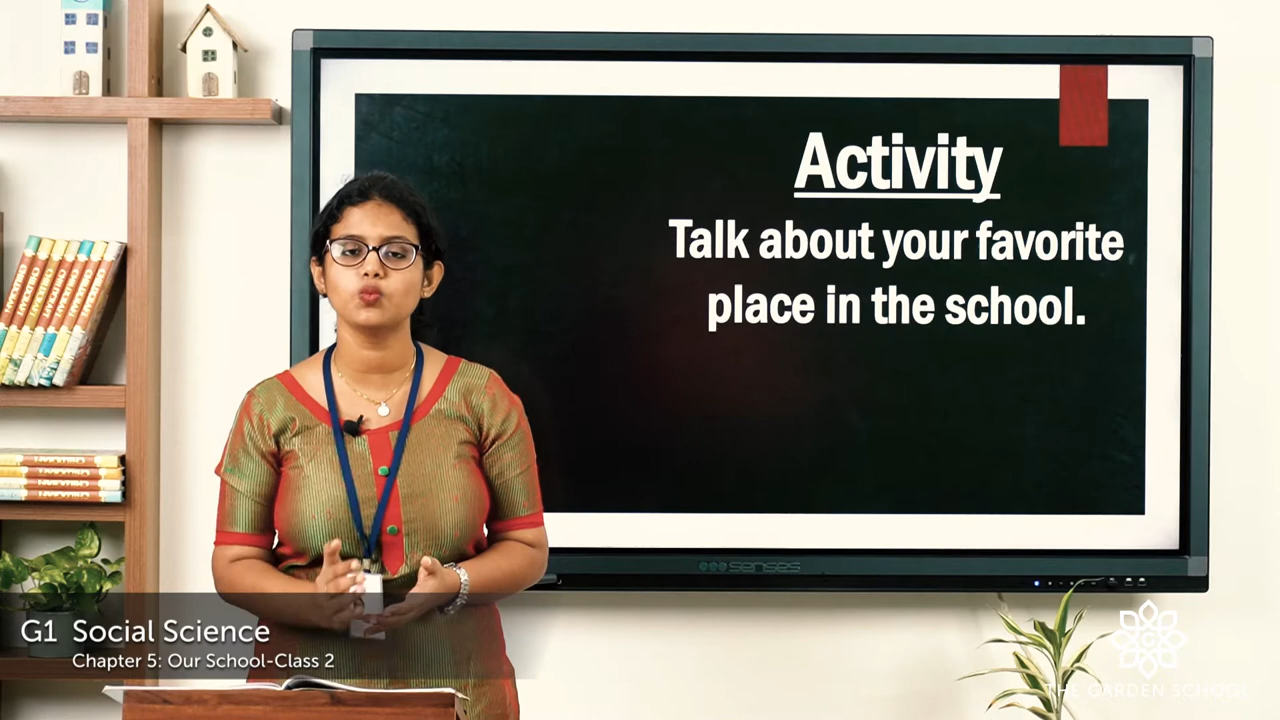 Activity
Talk about your favorite
place in the school.
senses
G1 Social Science
Chapter 5: Our School-Class 2
THE GARDEN SCHOOL